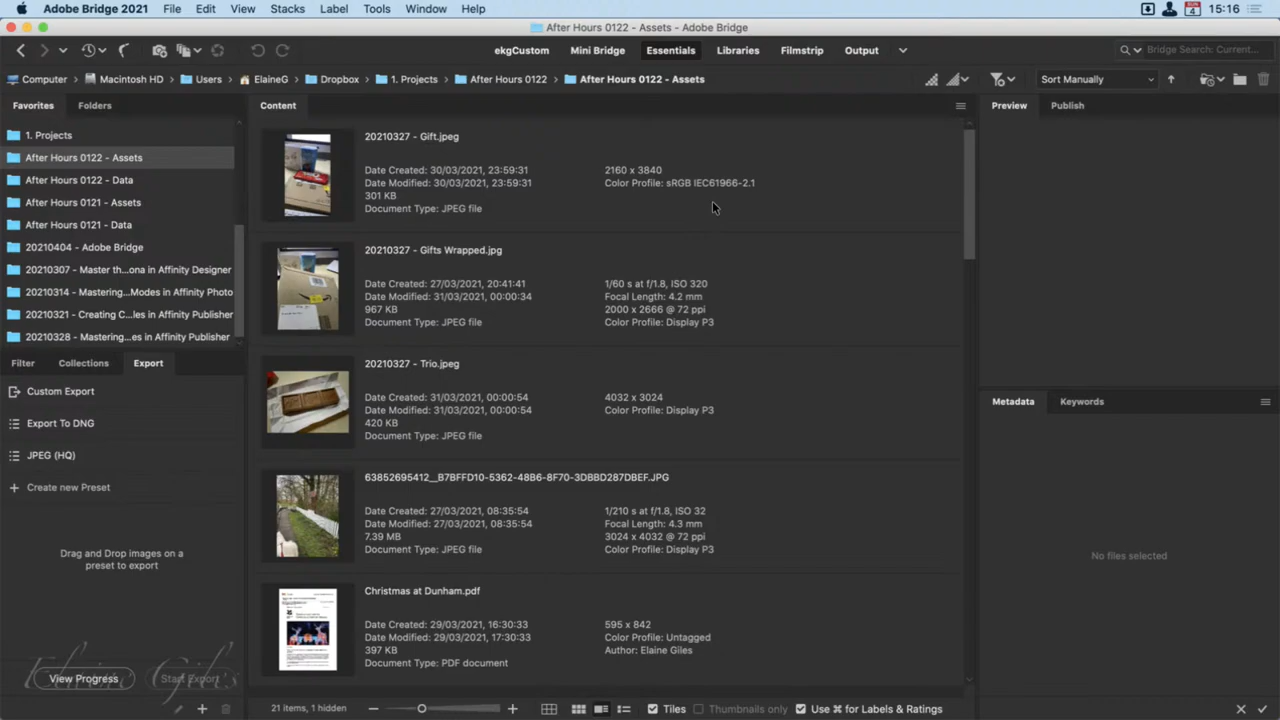 Adobe Bridge 2021 File Edit View Stacks Label Tools Window Help SUN 4 15:16
After Hours 0122 - Assets - Adobe Bridge
ekgCustom Mini Bridge Essentials Libraries Filmstrip Output Bridge Search: Current...
Computer Macintosh HD Users ElaineG Dropbox 1. Projects After Hours 0122 After Hours 0122 - Assets Sort Manually
Favorites Folders
1. Projects
After Hours 0122 - Assets
After Hours 0122 - Data
After Hours 0121 - Assets
After Hours 0121 - Data
20210404 - Adobe Bridge
20210307 - Master th...ona in Affinity Designer
20210314 - Mastering...Modes in Affinity Photo
20210321 - Creating C...les in Affinity Publisher
20210328 - Mastering...es in Affinity Publisher
Filter Collections Export
Custom Export
Export To DNG
JPEG (HQ)
Create new Preset
Drag and Drop images on a
preset to export
View Progress Start Export
Elaine Giles
Content
20210327 - Gift.jpeg
Date Created: 30/03/2021, 23:59:31 2160 x 3840
Date Modified: 30/03/2021, 23:59:31 Color Profile: sRGB IEC61966-2.1
301 KB
Document Type: JPEG file
20210327 - Gifts Wrapped.jpg
Date Created: 27/03/2021, 20:41:41 1/60 s at f/1.8, ISO 320
Date Modified: 31/03/2021, 00:00:34 Focal Length: 4.2 mm
967 KB 2000 x 2666 @ 72 ppi
Document Type: JPEG file Color Profile: Display P3
20210327 - Trio.jpeg
Date Created: 31/03/2021, 00:00:54 4032 x 3024
Date Modified: 31/03/2021, 00:00:54 Color Profile: Display P3
420 KB
Document Type: JPEG file
63852695412__B7BFFD10-5362-48B6-8F70-3DBBD287DBEF.JPG
Date Created: 27/03/2021, 08:35:54 1/210 s at f/1.8, ISO 32
Date Modified: 27/03/2021, 08:35:54 Focal Length: 4.3 mm
7.39 MB 3024 x 4032 @ 72 ppi
Document Type: JPEG file Color Profile: Display P3
Christmas at Dunham.pdf
Date Created: 29/03/2021, 16:30:33 595 x 842
Date Modified: 29/03/2021, 17:30:33 Color Profile: Untagged
397 KB Author: Elaine Giles
Document Type: PDF document
21 items, 1 hidden Tiles Thumbnails only Use ⌘ for Labels & Ratings
Preview Publish
Metadata Keywords
No files selected